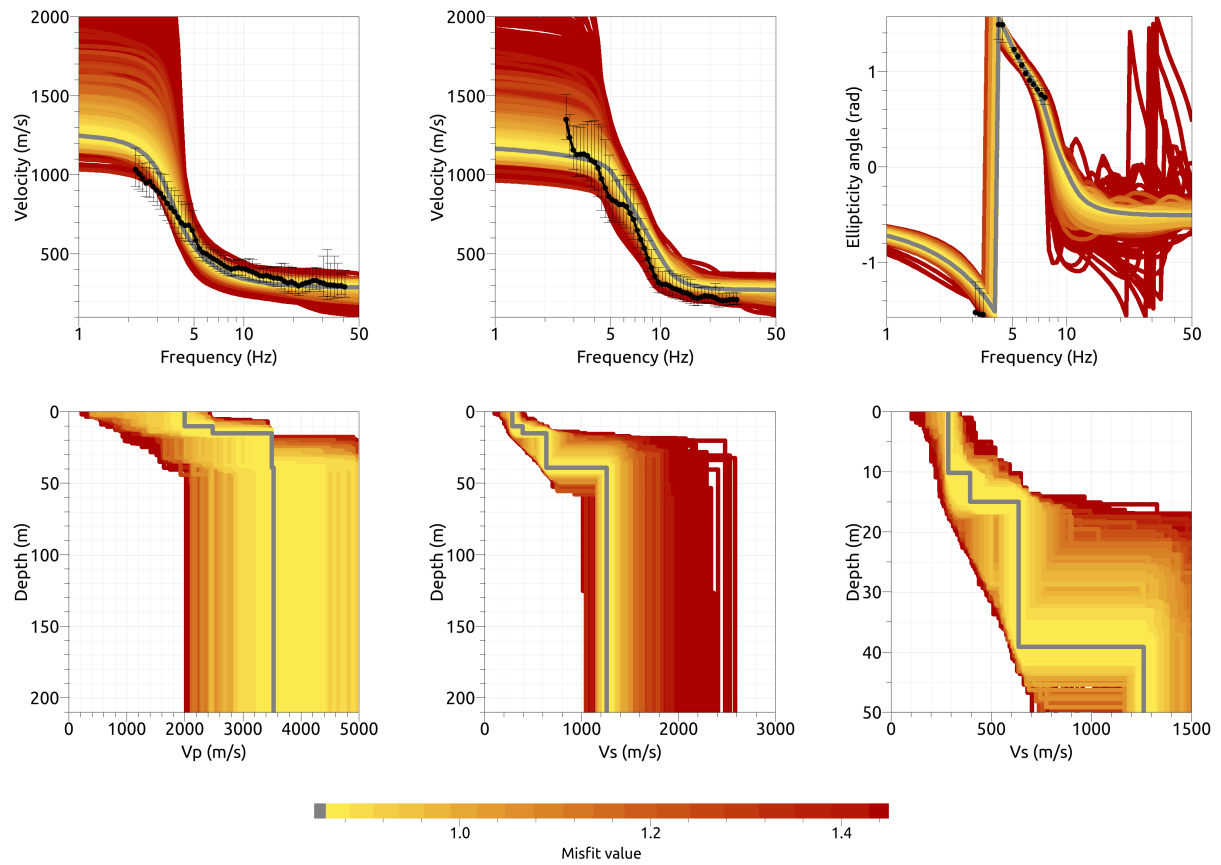 2000
1500
1000
500
Velocity (m/s)
1 5 10 50
Frequency (Hz)
2000
1500
1000
500
Velocity (m/s)
1 5 10 50
Frequency (Hz)
1
0
-1
Ellipticity angle (rad)
1 5 10 50
Frequency (Hz)
0
50
100
150
200
Depth (m)
0 1000 2000 3000 4000 5000
Vp (m/s)
0
50
100
150
200
Depth (m)
0 1000 2000 3000
Vs (m/s)
0
10
20
30
40
50
Depth (m)
0 500 1000 1500
Vs (m/s)
1.0 1.2 1.4
Misfit value